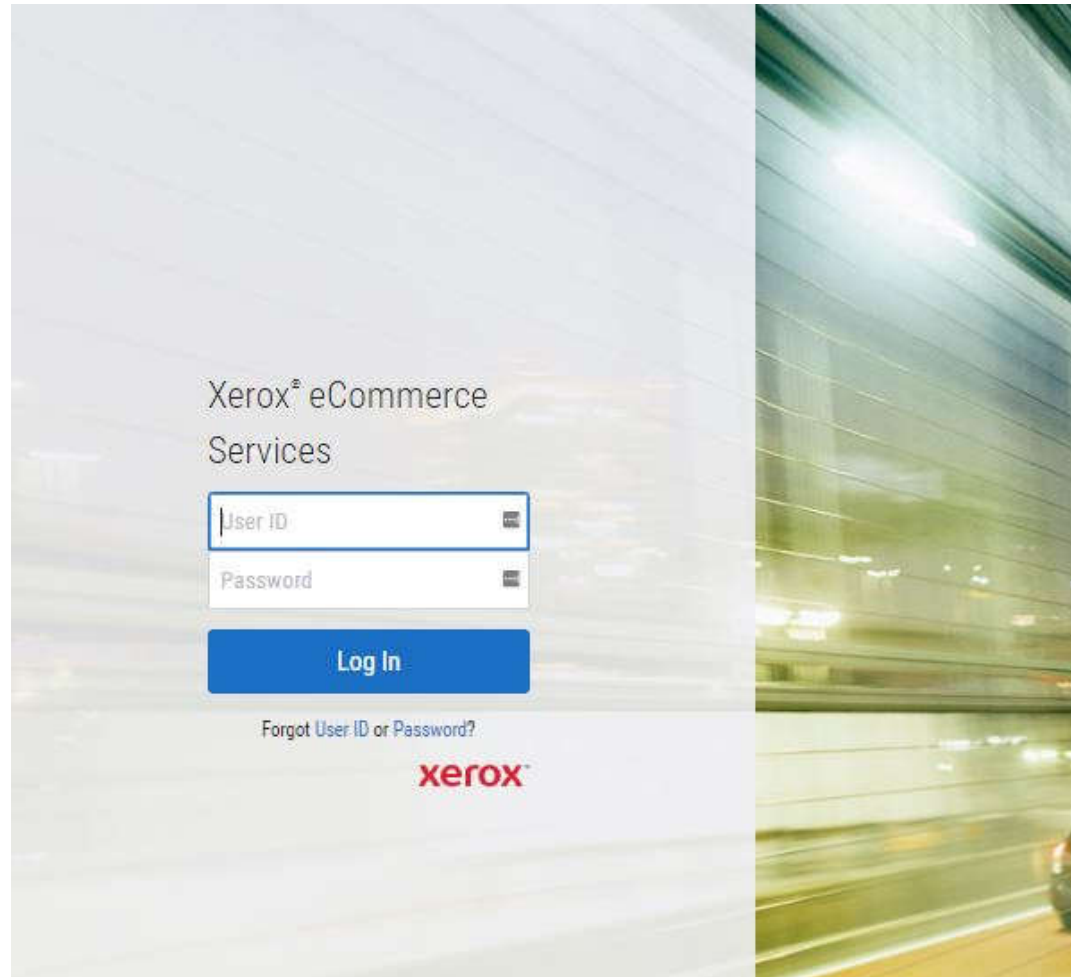 Xerox® eCommerce
Services
User ID
Password
Log In
Forgot User ID or Password?
xerox™